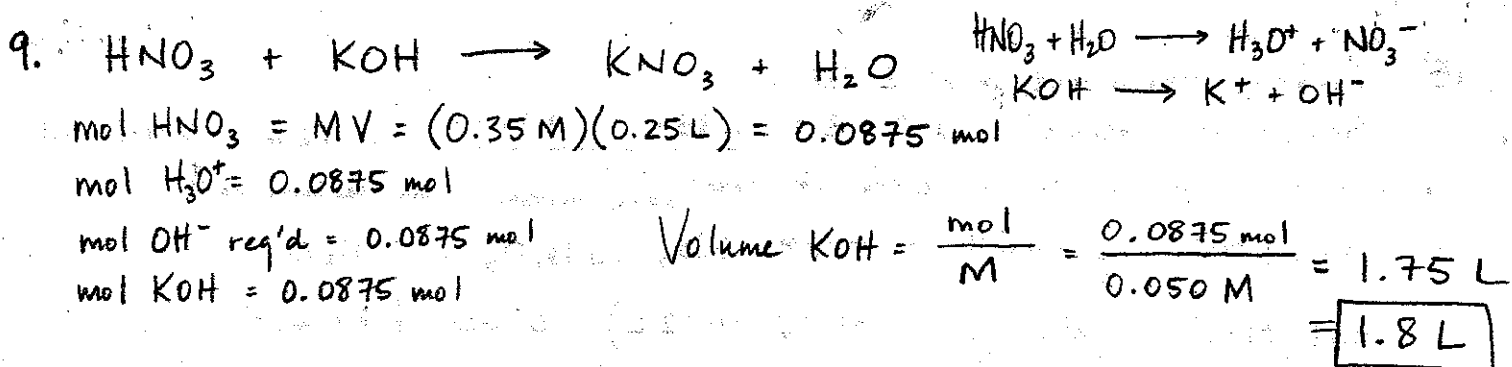 9. HNO₃ + KOH ⟶ KNO₃ + H₂O
HNO₃ + H₂O ⟶ H₃O⁺ + NO₃⁻
KOH ⟶ K⁺ + OH⁻
mol HNO₃ = MV = (0.35 M)(0.25 L) = 0.0875 mol
mol H₃O⁺ = 0.0875 mol
mol OH⁻ req'd = 0.0875 mol
mol KOH = 0.0875 mol
Volume KOH = mol / M = 0.0875 mol / 0.050 M = 1.75 L
= 1.8 L